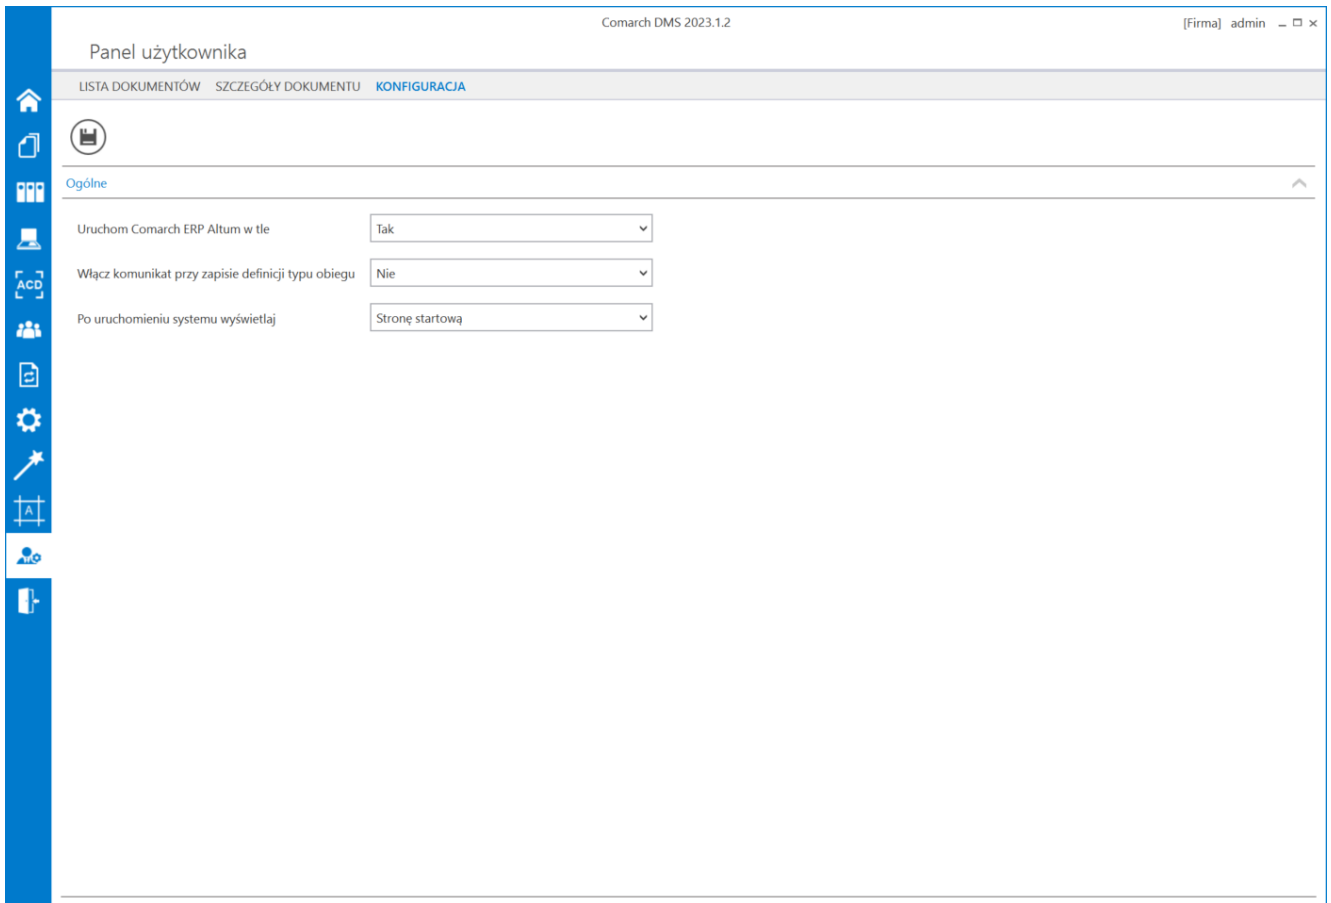 Comarch DMS 2023.1.2
[Firma] admin
Panel użytkownika
LISTA DOKUMENTÓW SZCZEGÓŁY DOKUMENTU KONFIGURACJA
Ogólne
Uruchom Comarch ERP Altum w tle Tak
Włącz komunikat przy zapisie definicji typu obiegu Nie
Po uruchomieniu systemu wyświetlaj Stronę startową
ACD
A